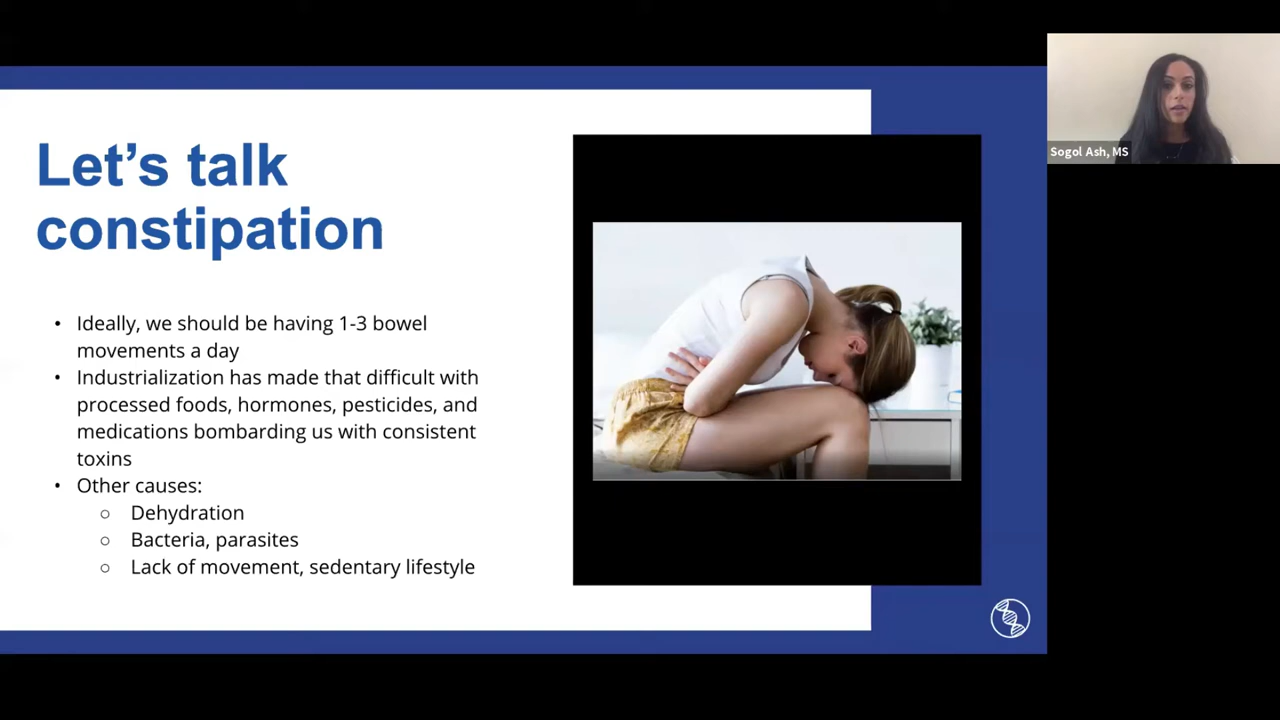 Let's talk
constipation
• Ideally, we should be having 1-3 bowel
movements a day
• Industrialization has made that difficult with
processed foods, hormones, pesticides, and
medications bombarding us with consistent
toxins
• Other causes:
○ Dehydration
○ Bacteria, parasites
○ Lack of movement, sedentary lifestyle
Sogol Ash, MS